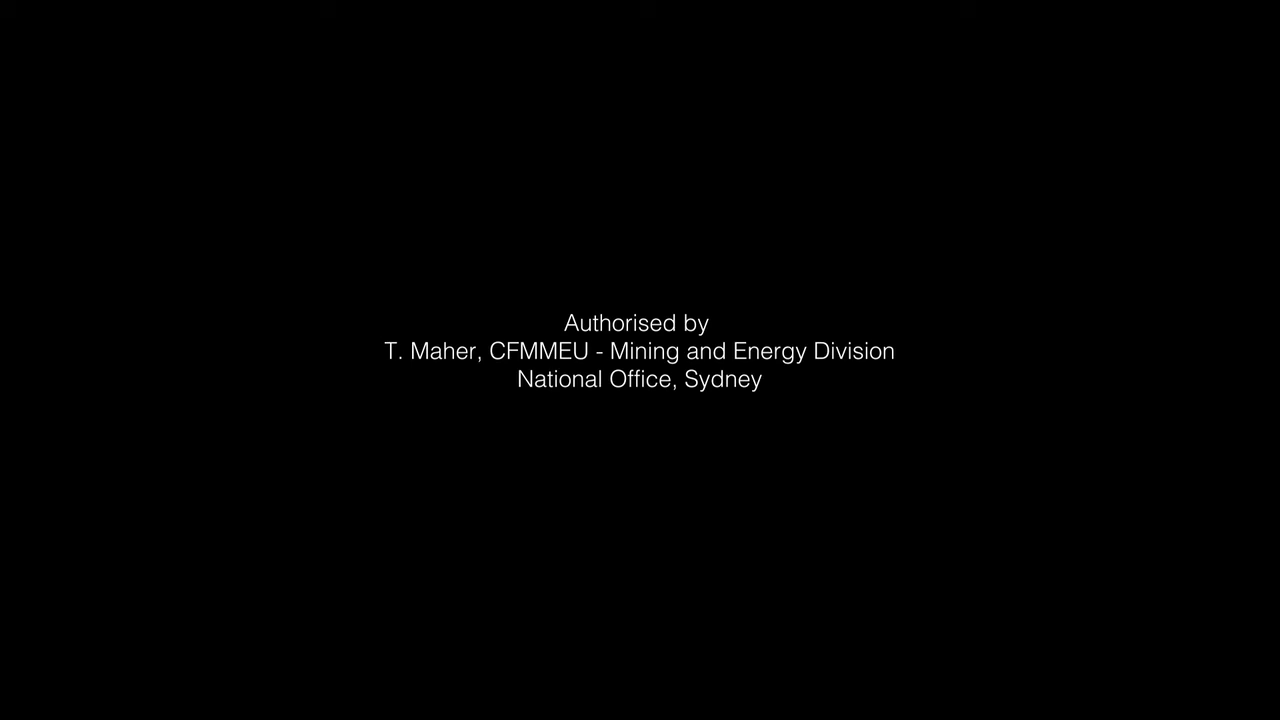 Authorised by
T. Maher, CFMMEU - Mining and Energy Division
National Office, Sydney